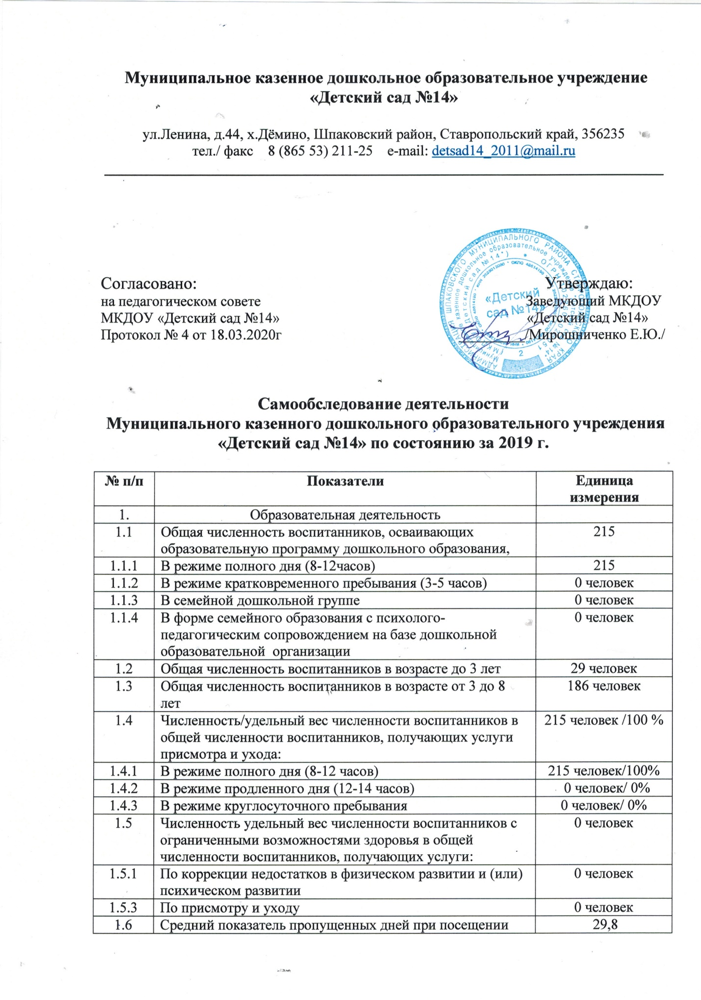 Муниципальное казенное дошкольное образовательное учреждение
«Детский сад №14»
ул.Ленина, д.44, х.Дёмино, Шпаковский район, Ставропольский край, 356235
тел./ факс 8 (865 53) 211-25 e-mail: detsad14_2011@mail.ru
Согласовано:
на педагогическом совете
МКДОУ «Детский сад №14»
Протокол № 4 от 18.03.2020г
«Детский
сад №14»
2
Утверждаю:
Заведующий МКДОУ
«Детский сад №14»
/Мирошниченко Е.Ю./
Самообследование деятельности
Муниципального казенного дошкольного образовательного учреждения
«Детский сад №14» по состоянию за 2019 г.
№ п/п Показатели Единица
измерения
1. Образовательная деятельность
1.1 Общая численность воспитанников, осваивающих 215
образовательную программу дошкольного образования,
1.1.1 В режиме полного дня (8-12часов) 215
1.1.2 В режиме кратковременного пребывания (3-5 часов) 0 человек
1.1.3 В семейной дошкольной группе 0 человек
1.1.4 В форме семейного образования с психолого- 0 человек
педагогическим сопровождением на базе дошкольной
образовательной организации
1.2 Общая численность воспитанников в возрасте до 3 лет 29 человек
1.3 Общая численность воспитанников в возрасте от 3 до 8 186 человек
лет
1.4 Численность/удельный вес численности воспитанников в 215 человек /100 %
общей численности воспитанников, получающих услуги
присмотра и ухода:
1.4.1 В режиме полного дня (8-12 часов) 215 человек/100%
1.4.2 В режиме продленного дня (12-14 часов) 0 человек/ 0%
1.4.3 В режиме круглосуточного пребывания 0 человек/ 0%
1.5 Численность удельный вес численности воспитанников с 0 человек
ограниченными возможностями здоровья в общей
численности воспитанников, получающих услуги:
1.5.1 По коррекции недостатков в физическом развитии и (или) 0 человек
психическом развитии
1.5.3 По присмотру и уходу 0 человек
1.6 Средний показатель пропущенных дней при посещении 29,8